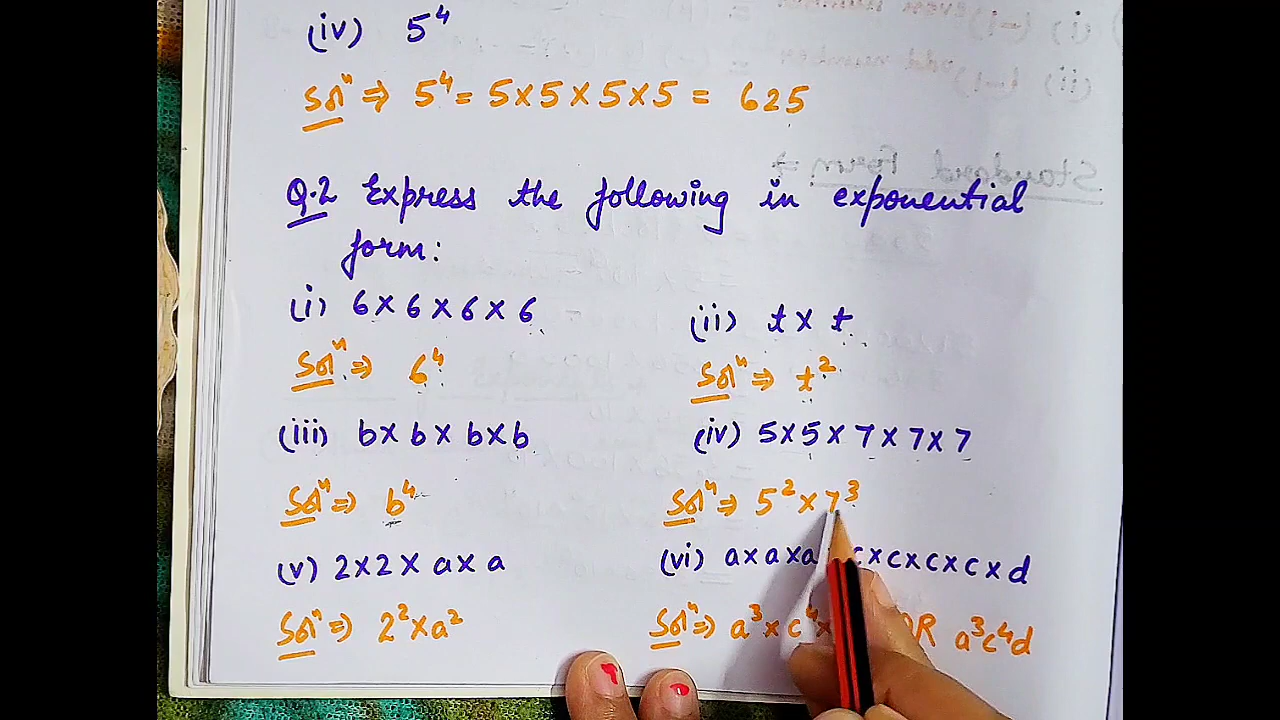 (iv) 5⁴
Solⁿ ⇒ 5⁴ = 5×5×5×5 = 625
Q.2 Express the following in exponential
form:
(i) 6×6×6×6 (ii) t×t
Solⁿ ⇒ 6⁴ Solⁿ ⇒ t²
(iii) b×b×b×b (iv) 5×5×7×7×7
Solⁿ ⇒ b⁴ Solⁿ ⇒ 5²×7³
(v) 2×2×a×a (vi) a×a×a c×c×c×c×d
Solⁿ ⇒ 2²×a² Solⁿ ⇒ a³×c⁴× OR a³c⁴d